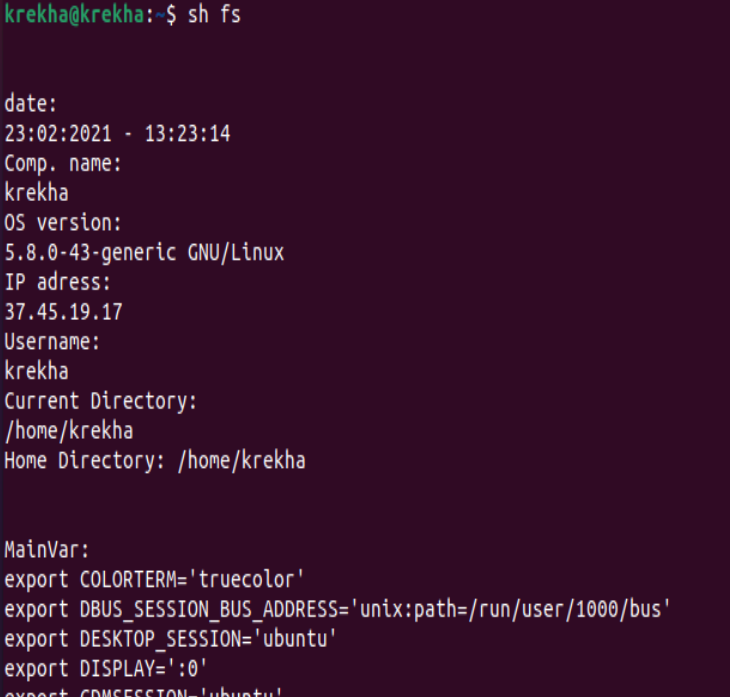 krekha@krekha:~$ sh fs
date:
23:02:2021 - 13:23:14
Comp. name:
krekha
OS version:
5.8.0-43-generic GNU/Linux
IP adress:
37.45.19.17
Username:
krekha
Current Directory:
/home/krekha
Home Directory: /home/krekha
MainVar:
export COLORTERM='truecolor'
export DBUS_SESSION_BUS_ADDRESS='unix:path=/run/user/1000/bus'
export DESKTOP_SESSION='ubuntu'
export DISPLAY=':0'
export GDMSESSION='ubuntu'